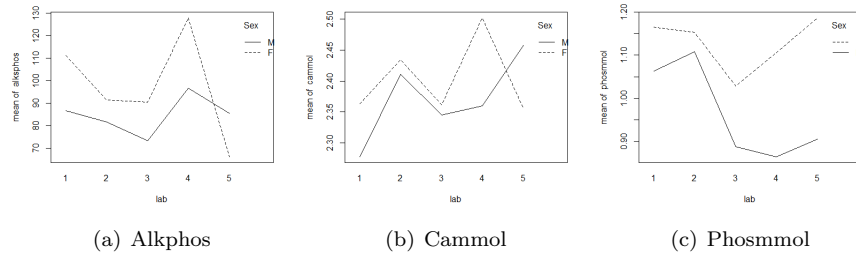 Sex
M
F
mean of alksphos
70 80 90 100 110 120 130
1 2 3 4 5
lab
(a) Alkphos
Sex
M
F
mean of cammol
2.30 2.35 2.40 2.45 2.50
1 2 3 4 5
lab
(b) Cammol
Sex
mean of phosmmol
0.90 1.00 1.10 1.20
1 2 3 4 5
lab
(c) Phosmmol